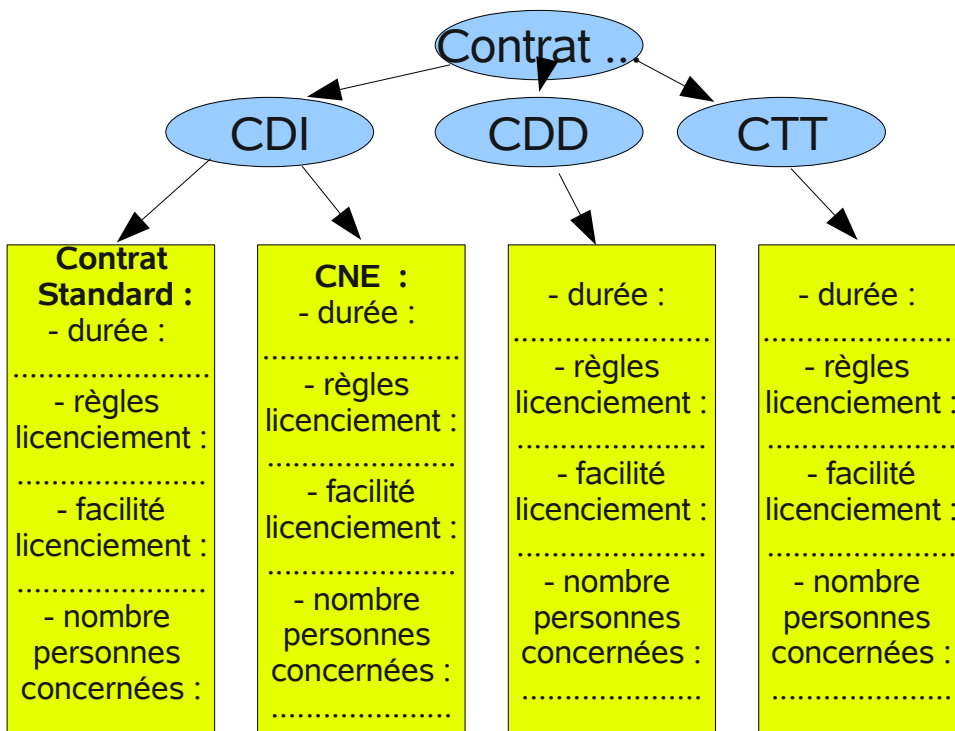 Contrat ...
CDI
CDD
CTT
Contrat
Standard :
- durée :
.......................
- règles
licenciement :
......................
- facilité
licenciement :
......................
- nombre
personnes
concernées :
CNE :
- durée :
.......................
- règles
licenciement :
......................
- facilité
licenciement :
......................
- nombre
personnes
concernées :
.....................
- durée :
.......................
- règles
licenciement :
......................
- facilité
licenciement :
......................
- nombre
personnes
concernées :
.....................
- durée :
.......................
- règles
licenciement :
......................
- facilité
licenciement :
......................
- nombre
personnes
concernées :
.....................